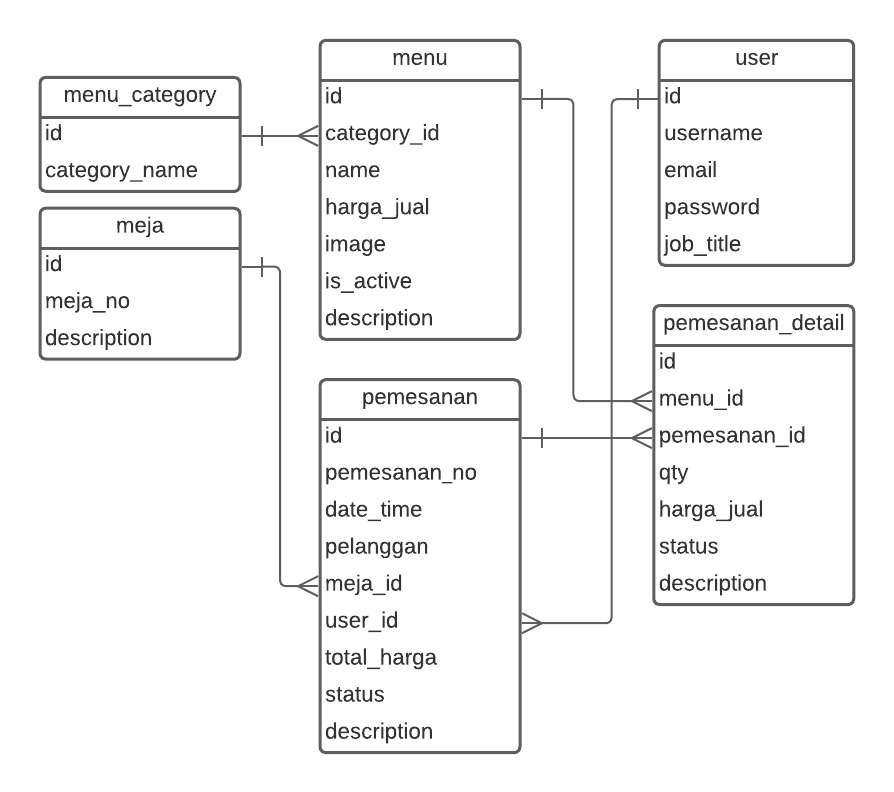 menu_category
id
category_name
meja
id
meja_no
description
menu
id
category_id
name
harga_jual
image
is_active
description
pemesanan
id
pemesanan_no
date_time
pelanggan
meja_id
user_id
total_harga
status
description
user
id
username
email
password
job_title
pemesanan_detail
id
menu_id
pemesanan_id
qty
harga_jual
status
description